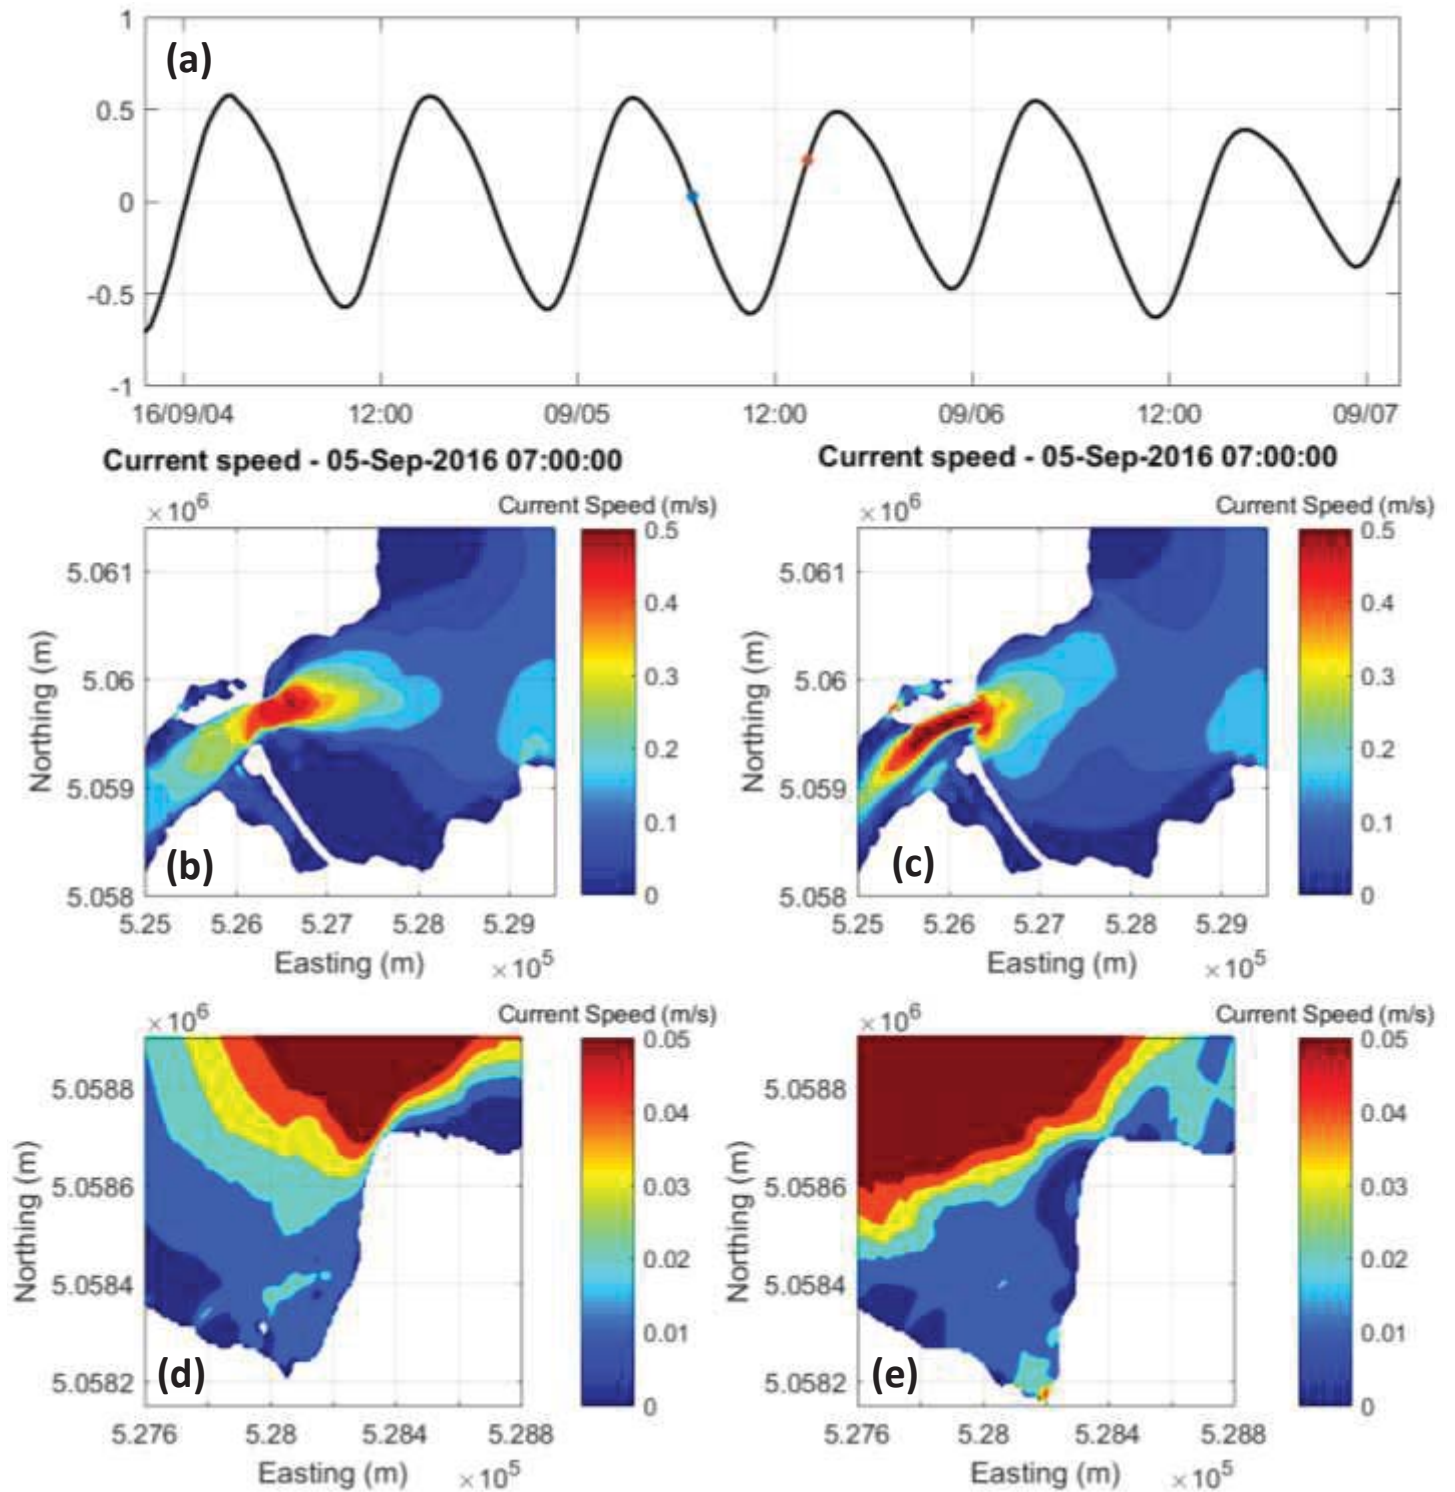 (a)
1
0.5
0
-0.5
-1
16/09/04 12:00 09/05 12:00 09/06 12:00 09/07
Current speed - 05-Sep-2016 07:00:00
×10⁶
Current Speed (m/s)
5.061
5.06
5.059
5.058
Northing (m)
(b)
0.5
0.4
0.3
0.2
0.1
0
5.25 5.26 5.27 5.28 5.29
Easting (m) ×10⁵
Current speed - 05-Sep-2016 07:00:00
×10⁶
Current Speed (m/s)
5.061
5.06
5.059
5.058
Northing (m)
(c)
0.5
0.4
0.3
0.2
0.1
0
5.25 5.26 5.27 5.28 5.29
Easting (m) ×10⁵
×10⁶
Current Speed (m/s)
5.0588
5.0586
5.0584
5.0582
Northing (m)
(d)
0.05
0.04
0.03
0.02
0.01
0
5.276 5.28 5.284 5.288
Easting (m) ×10⁵
×10⁶
Current Speed (m/s)
5.0588
5.0586
5.0584
5.0582
Northing (m)
(e)
0.05
0.04
0.03
0.02
0.01
0
5.276 5.28 5.284 5.288
Easting (m) ×10⁵